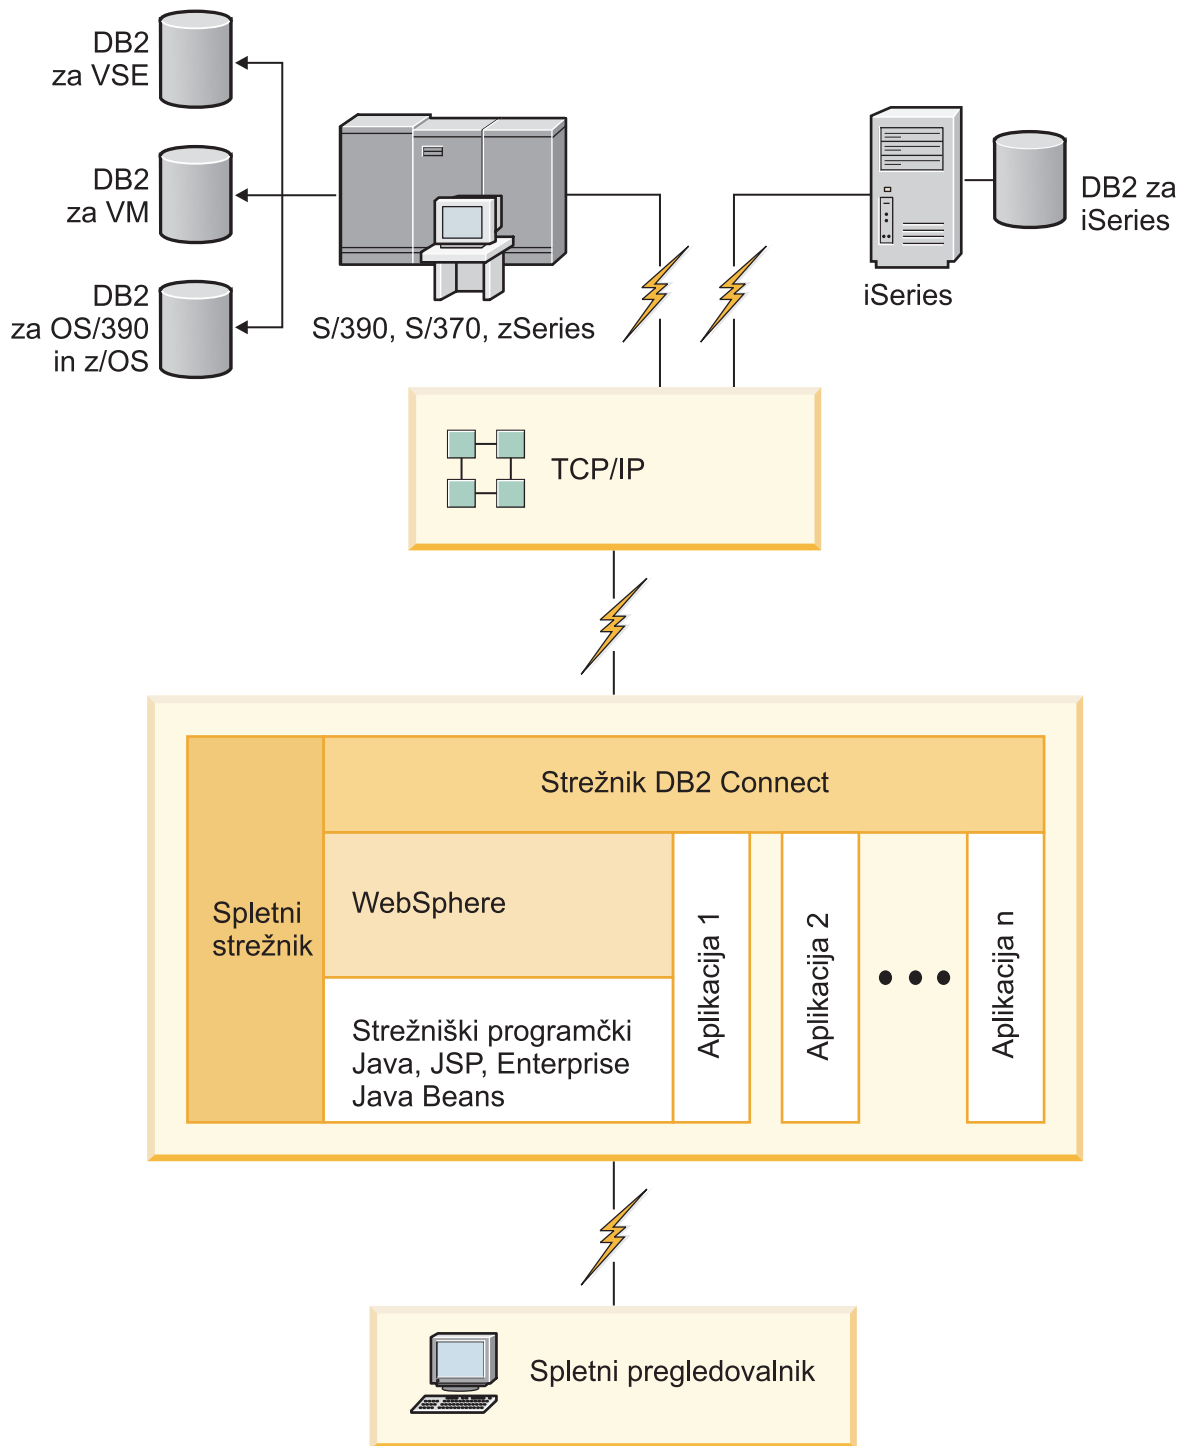 DB2
za VSE
DB2
za VM
DB2
za OS/390
in z/OS
S/390, S/370, zSeries
iSeries
DB2 za
iSeries
TCP/IP
Strežnik DB2 Connect
Spletni
strežnik
WebSphere
Strežniški programčki
Java, JSP, Enterprise
Java Beans
Aplikacija 1
Aplikacija 2
Aplikacija n
Spletni pregledovalnik